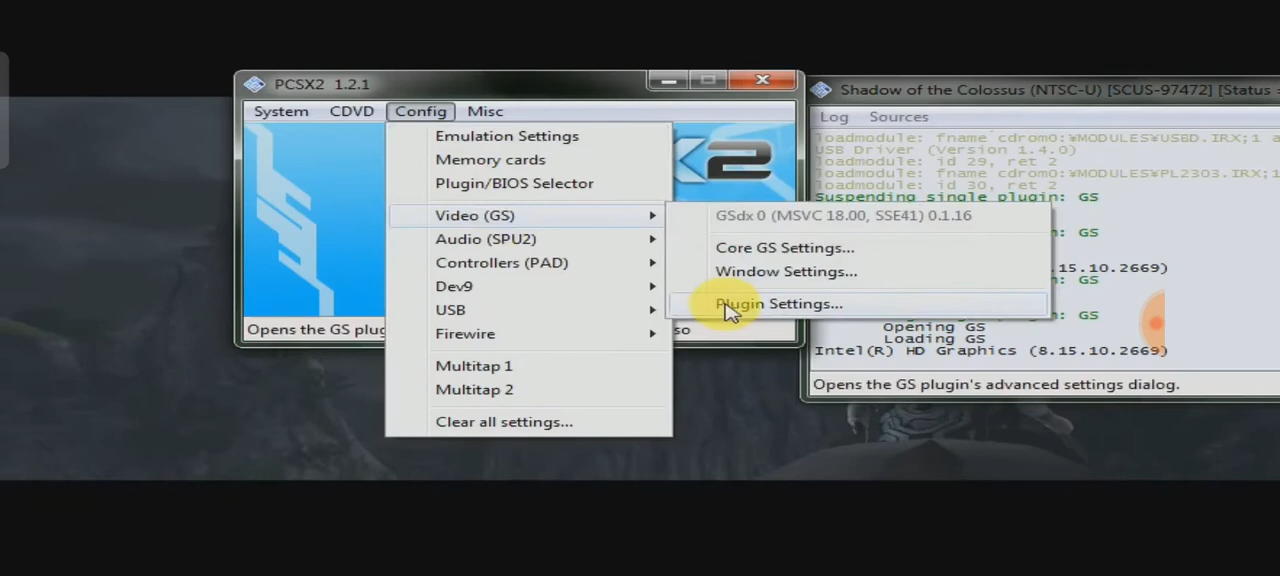 PCSX2 1.2.1
System CDVD Config Misc
Emulation Settings
Memory cards
Plugin/BIOS Selector
Video (GS)
Audio (SPU2)
Controllers (PAD)
Dev9
USB
Firewire
Multitap 1
Multitap 2
Clear all settings...
GSdx 0 (MSVC 18.00, SSE41) 0.1.16
Core GS Settings...
Window Settings...
Plugin Settings...
Opens the GS plug
so
Shadow of the Colossus (NTSC-U) [SCUS-97472] [Status =
Log Sources
loadmodule: fname cdrom0:¥MODULES¥USBD.IRX;1 a
USB Driver (Version 1.4.0)
loadmodule: id 29, ret 2
loadmodule: fname cdrom0:¥MODULES¥PL2303.IRX;1
loadmodule: id 30, ret 2
Suspending single plugin: GS
n: GS
.15.10.2669)
n: GS
: GS
Opening GS
Loading GS
Intel(R) HD Graphics (8.15.10.2669)
Opens the GS plugin's advanced settings dialog.